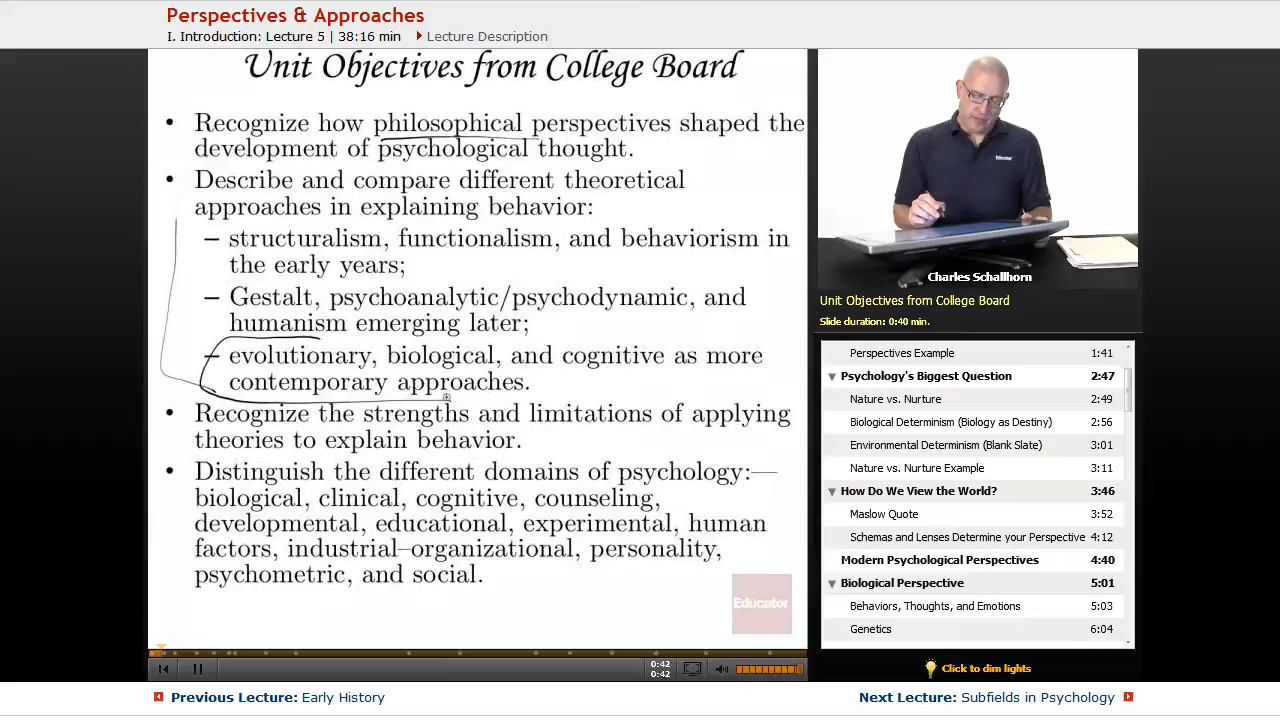 Perspectives & Approaches
I. Introduction: Lecture 5 | 38:16 min
Lecture Description
Unit Objectives from College Board
• Recognize how philosophical perspectives shaped the
development of psychological thought.
• Describe and compare different theoretical
approaches in explaining behavior:
– structuralism, functionalism, and behaviorism in
the early years;
– Gestalt, psychoanalytic/psychodynamic, and
humanism emerging later;
– evolutionary, biological, and cognitive as more
contemporary approaches.
• Recognize the strengths and limitations of applying
theories to explain behavior.
• Distinguish the different domains of psychology:—
biological, clinical, cognitive, counseling,
developmental, educational, experimental, human
factors, industrial–organizational, personality,
psychometric, and social.
Educator
0:42
0:42
Educator
Charles Schallhorn
Unit Objectives from College Board
Slide duration: 0:40 min.
Perspectives Example 1:41
Psychology's Biggest Question 2:47
Nature vs. Nurture 2:49
Biological Determinism (Biology as Destiny) 2:56
Environmental Determinism (Blank Slate) 3:01
Nature vs. Nurture Example 3:11
How Do We View the World? 3:46
Maslow Quote 3:52
Schemas and Lenses Determine your Perspective 4:12
Modern Psychological Perspectives 4:40
Biological Perspective 5:01
Behaviors, Thoughts, and Emotions 5:03
Genetics 6:04
Click to dim lights
Previous Lecture: Early History
Next Lecture: Subfields in Psychology